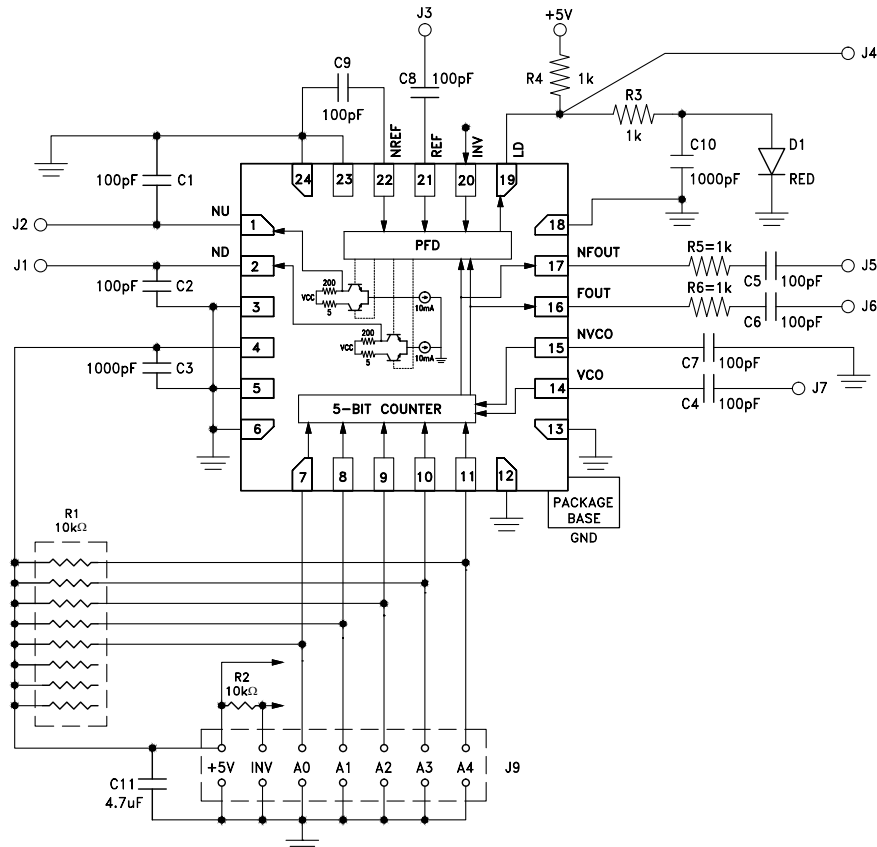 J3
+5V
J4
C9
100pF
C8
100pF
R4
1k
R3
1k
C10
1000pF
D1
RED
NREF
REF
INV
LD
100pF
C1
24
23
22
21
20
19
J2
NU
1
18
PFD
J1
ND
2
17
NFOUT
R5=1k
C5
100pF
J5
100pF
C2
200
VCC
5
10mA
3
16
FOUT
R6=1k
C6
100pF
J6
200
VCC
5
10mA
4
15
NVCO
C7
100pF
1000pF
C3
5
14
VCO
C4
100pF
J7
5-BIT COUNTER
6
13
7
8
9
10
11
12
PACKAGE
BASE
GND
R1
10kΩ
R2
10kΩ
+5V
INV
A0
A1
A2
A3
A4
J9
C11
4.7uF